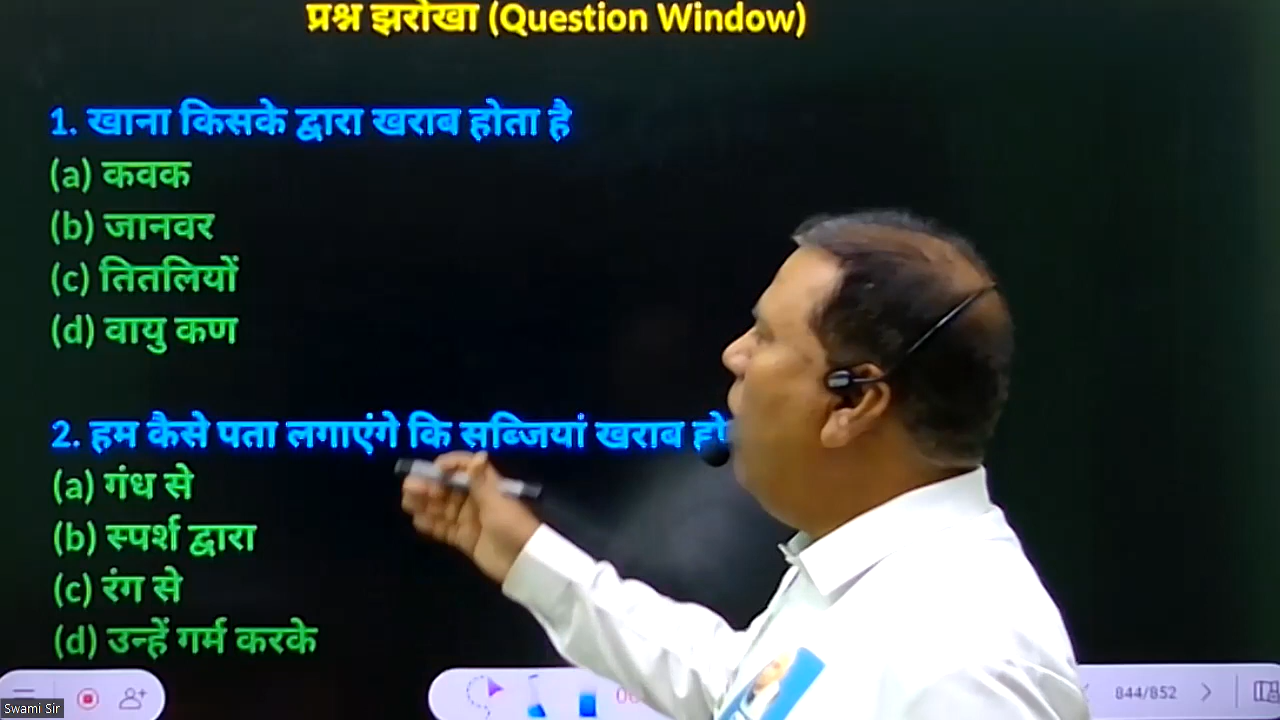 प्रश्न झरोखा (Question Window)
1. खाना किसके द्वारा खराब होता है
(a) कवक
(b) जानवर
(c) तितलियों
(d) वायु कण
2. हम कैसे पता लगाएंगे कि सब्जियां खराब हो
(a) गंध से
(b) स्पर्श द्वारा
(c) रंग से
(d) उन्हें गर्म करके
844/852
Swami Sir